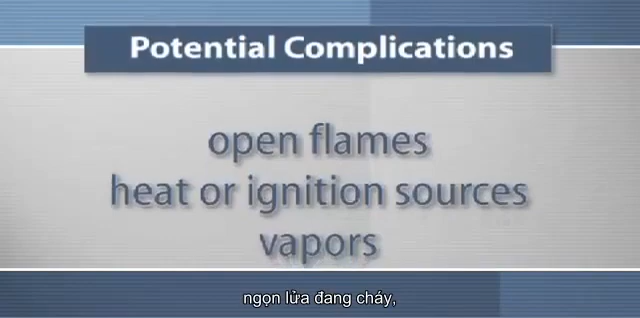 Potential Complications
open flames
heat or ignition sources
vapors
ngọn lửa đang cháy,